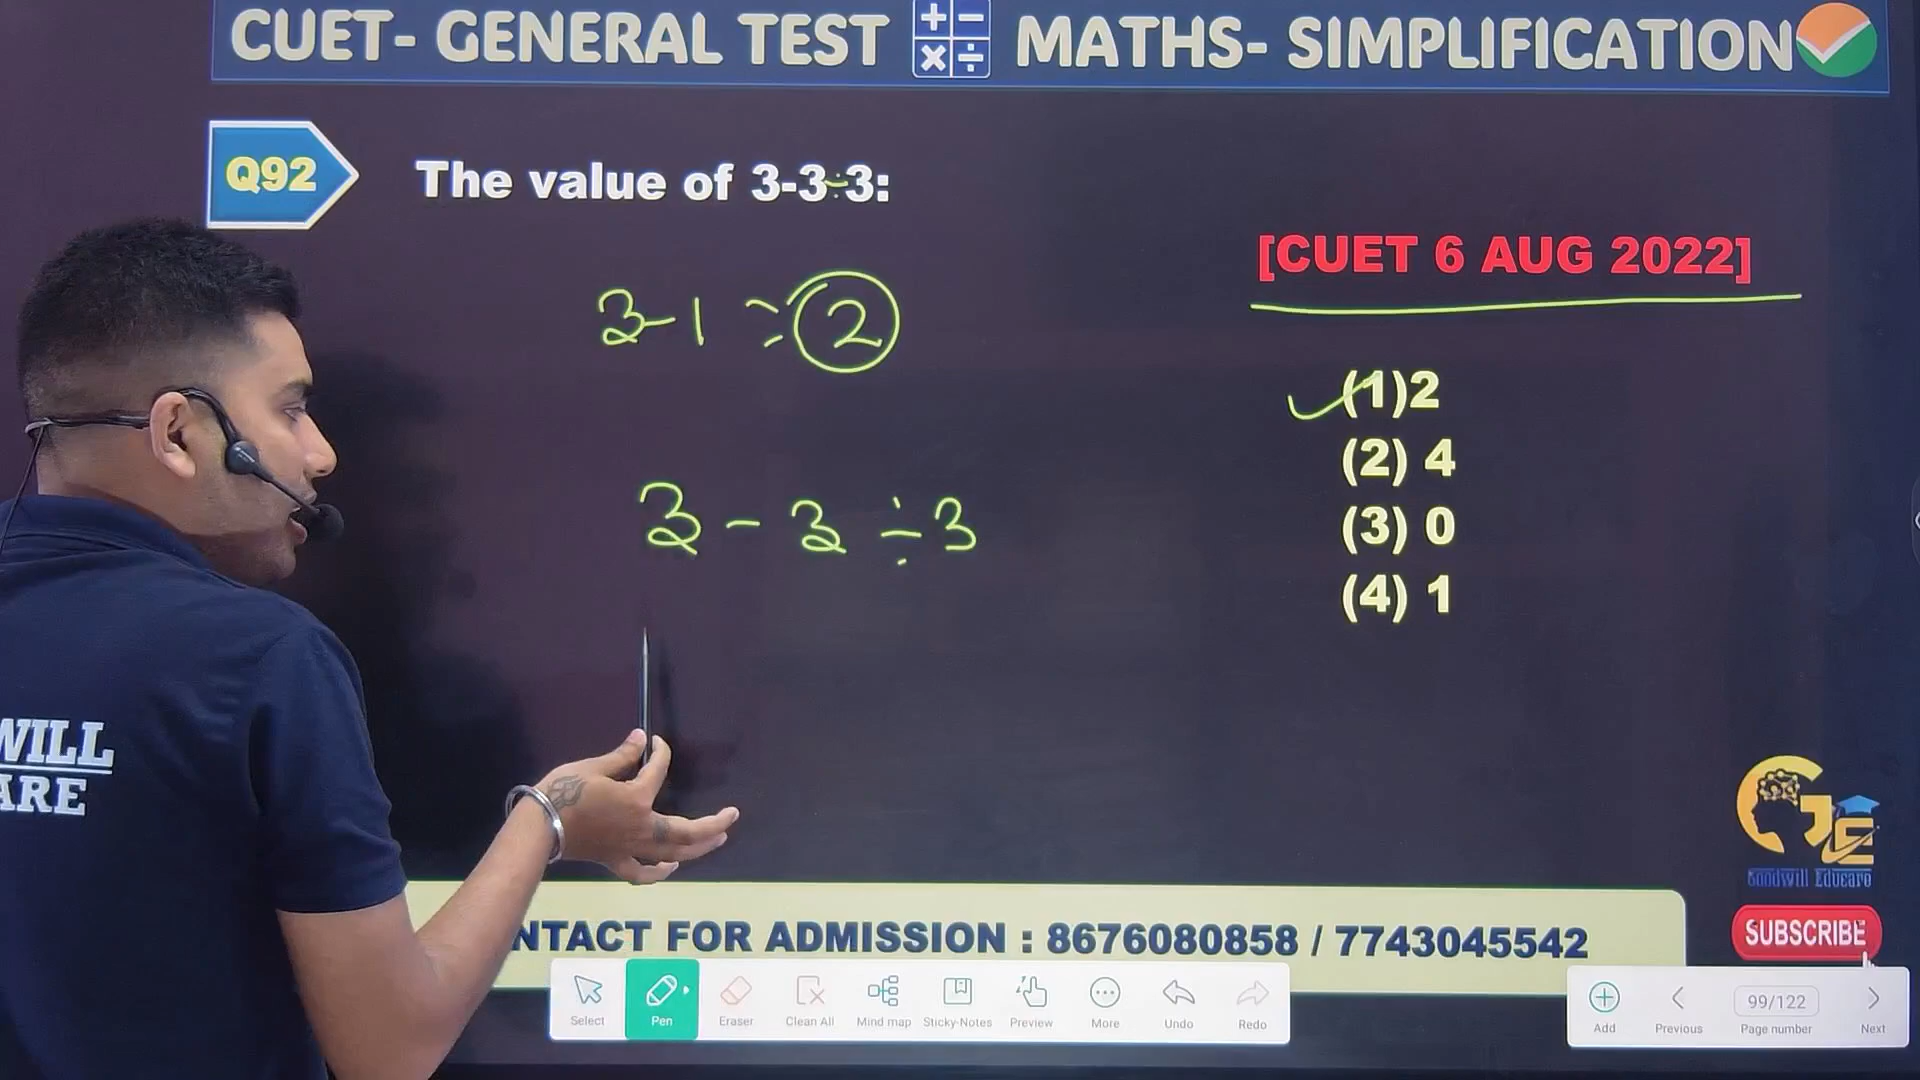 CUET- GENERAL TEST + - × ÷ MATHS- SIMPLIFICATION
Q92 The value of 3-3÷3:
[CUET 6 AUG 2022]
3-1 = 2
(1)2
(2) 4
3 - 3 ÷ 3
(3) 0
(4) 1
WILL
ARE
GE
Goodwill Educare
NTACT FOR ADMISSION : 8676080858 / 7743045542
SUBSCRIBE
Select Pen Eraser Clean All Mind map Sticky-Notes Preview More Undo Redo
Add Previous 99/122 Page number Next